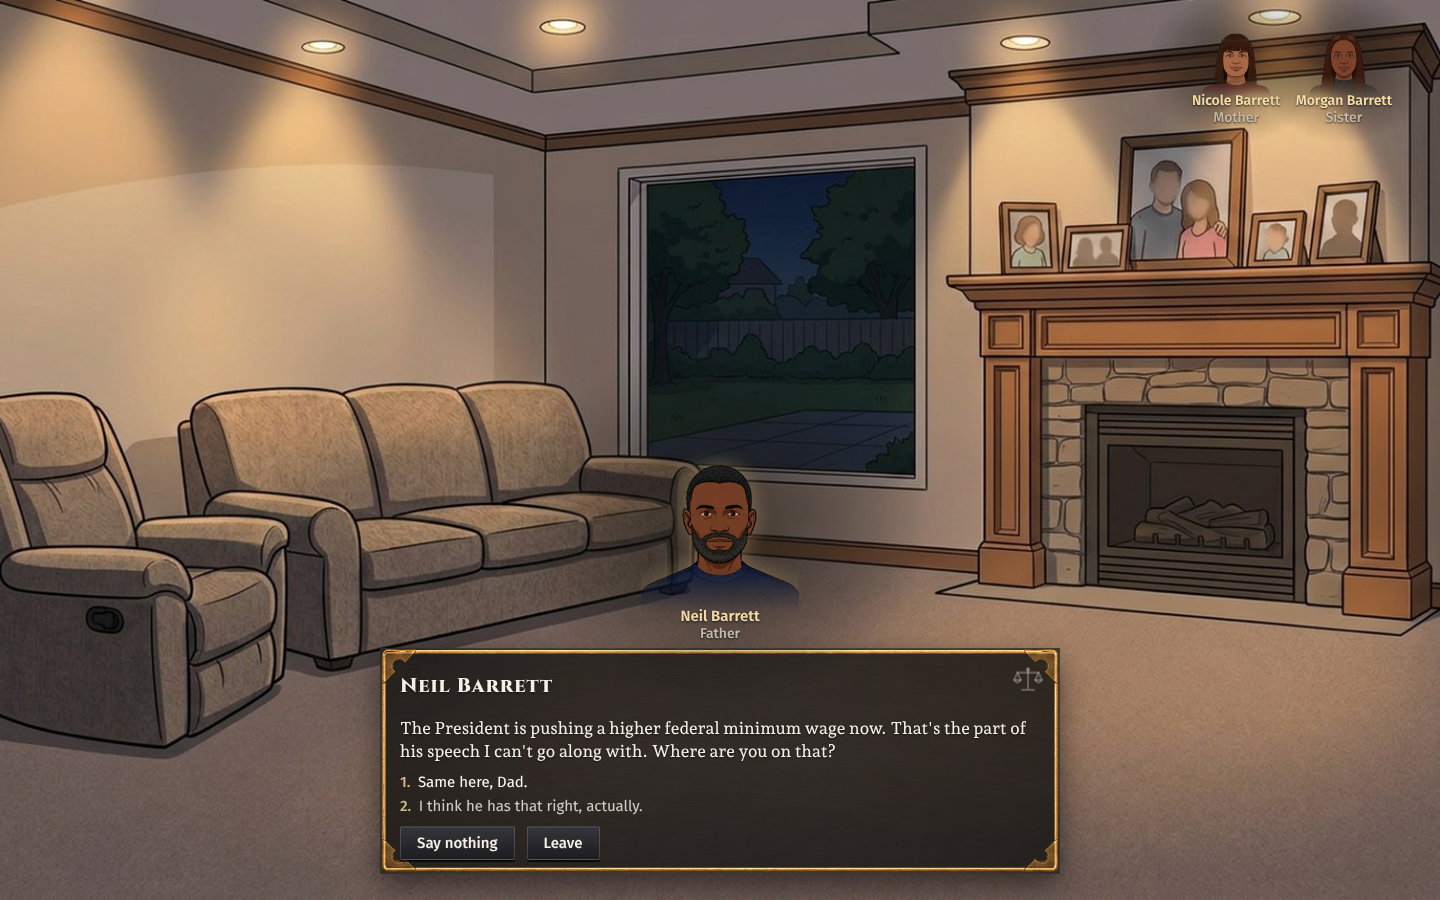 Nicole Barrett
Mother
Morgan Barrett
Sister
Neil Barrett
Father
NEIL BARRETT
The President is pushing a higher federal minimum wage now. That's the part of
his speech I can't go along with. Where are you on that?
1. Same here, Dad.
2. I think he has that right, actually.
Say nothing
Leave